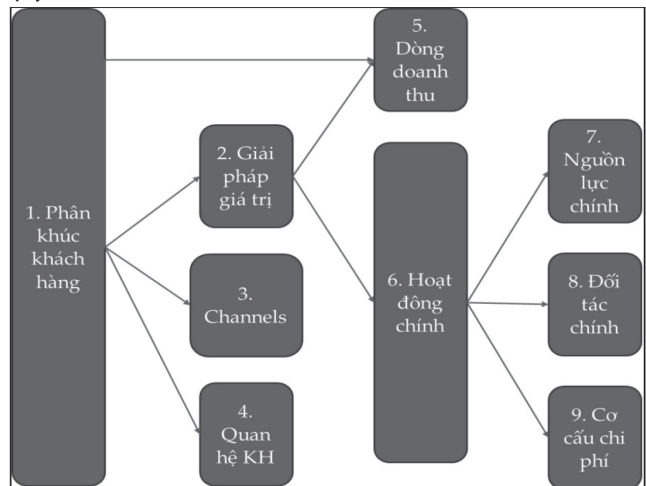 1. Phân
khúc
khách
hàng
2. Giải
pháp
giá trị
3.
Channels
4.
Quan
hệ KH
5.
Dòng
doanh
thu
6. Hoạt
đông
chính
7.
Nguồn
lực
chính
8. Đối
tác
chính
9. Cơ
cấu chi
phí